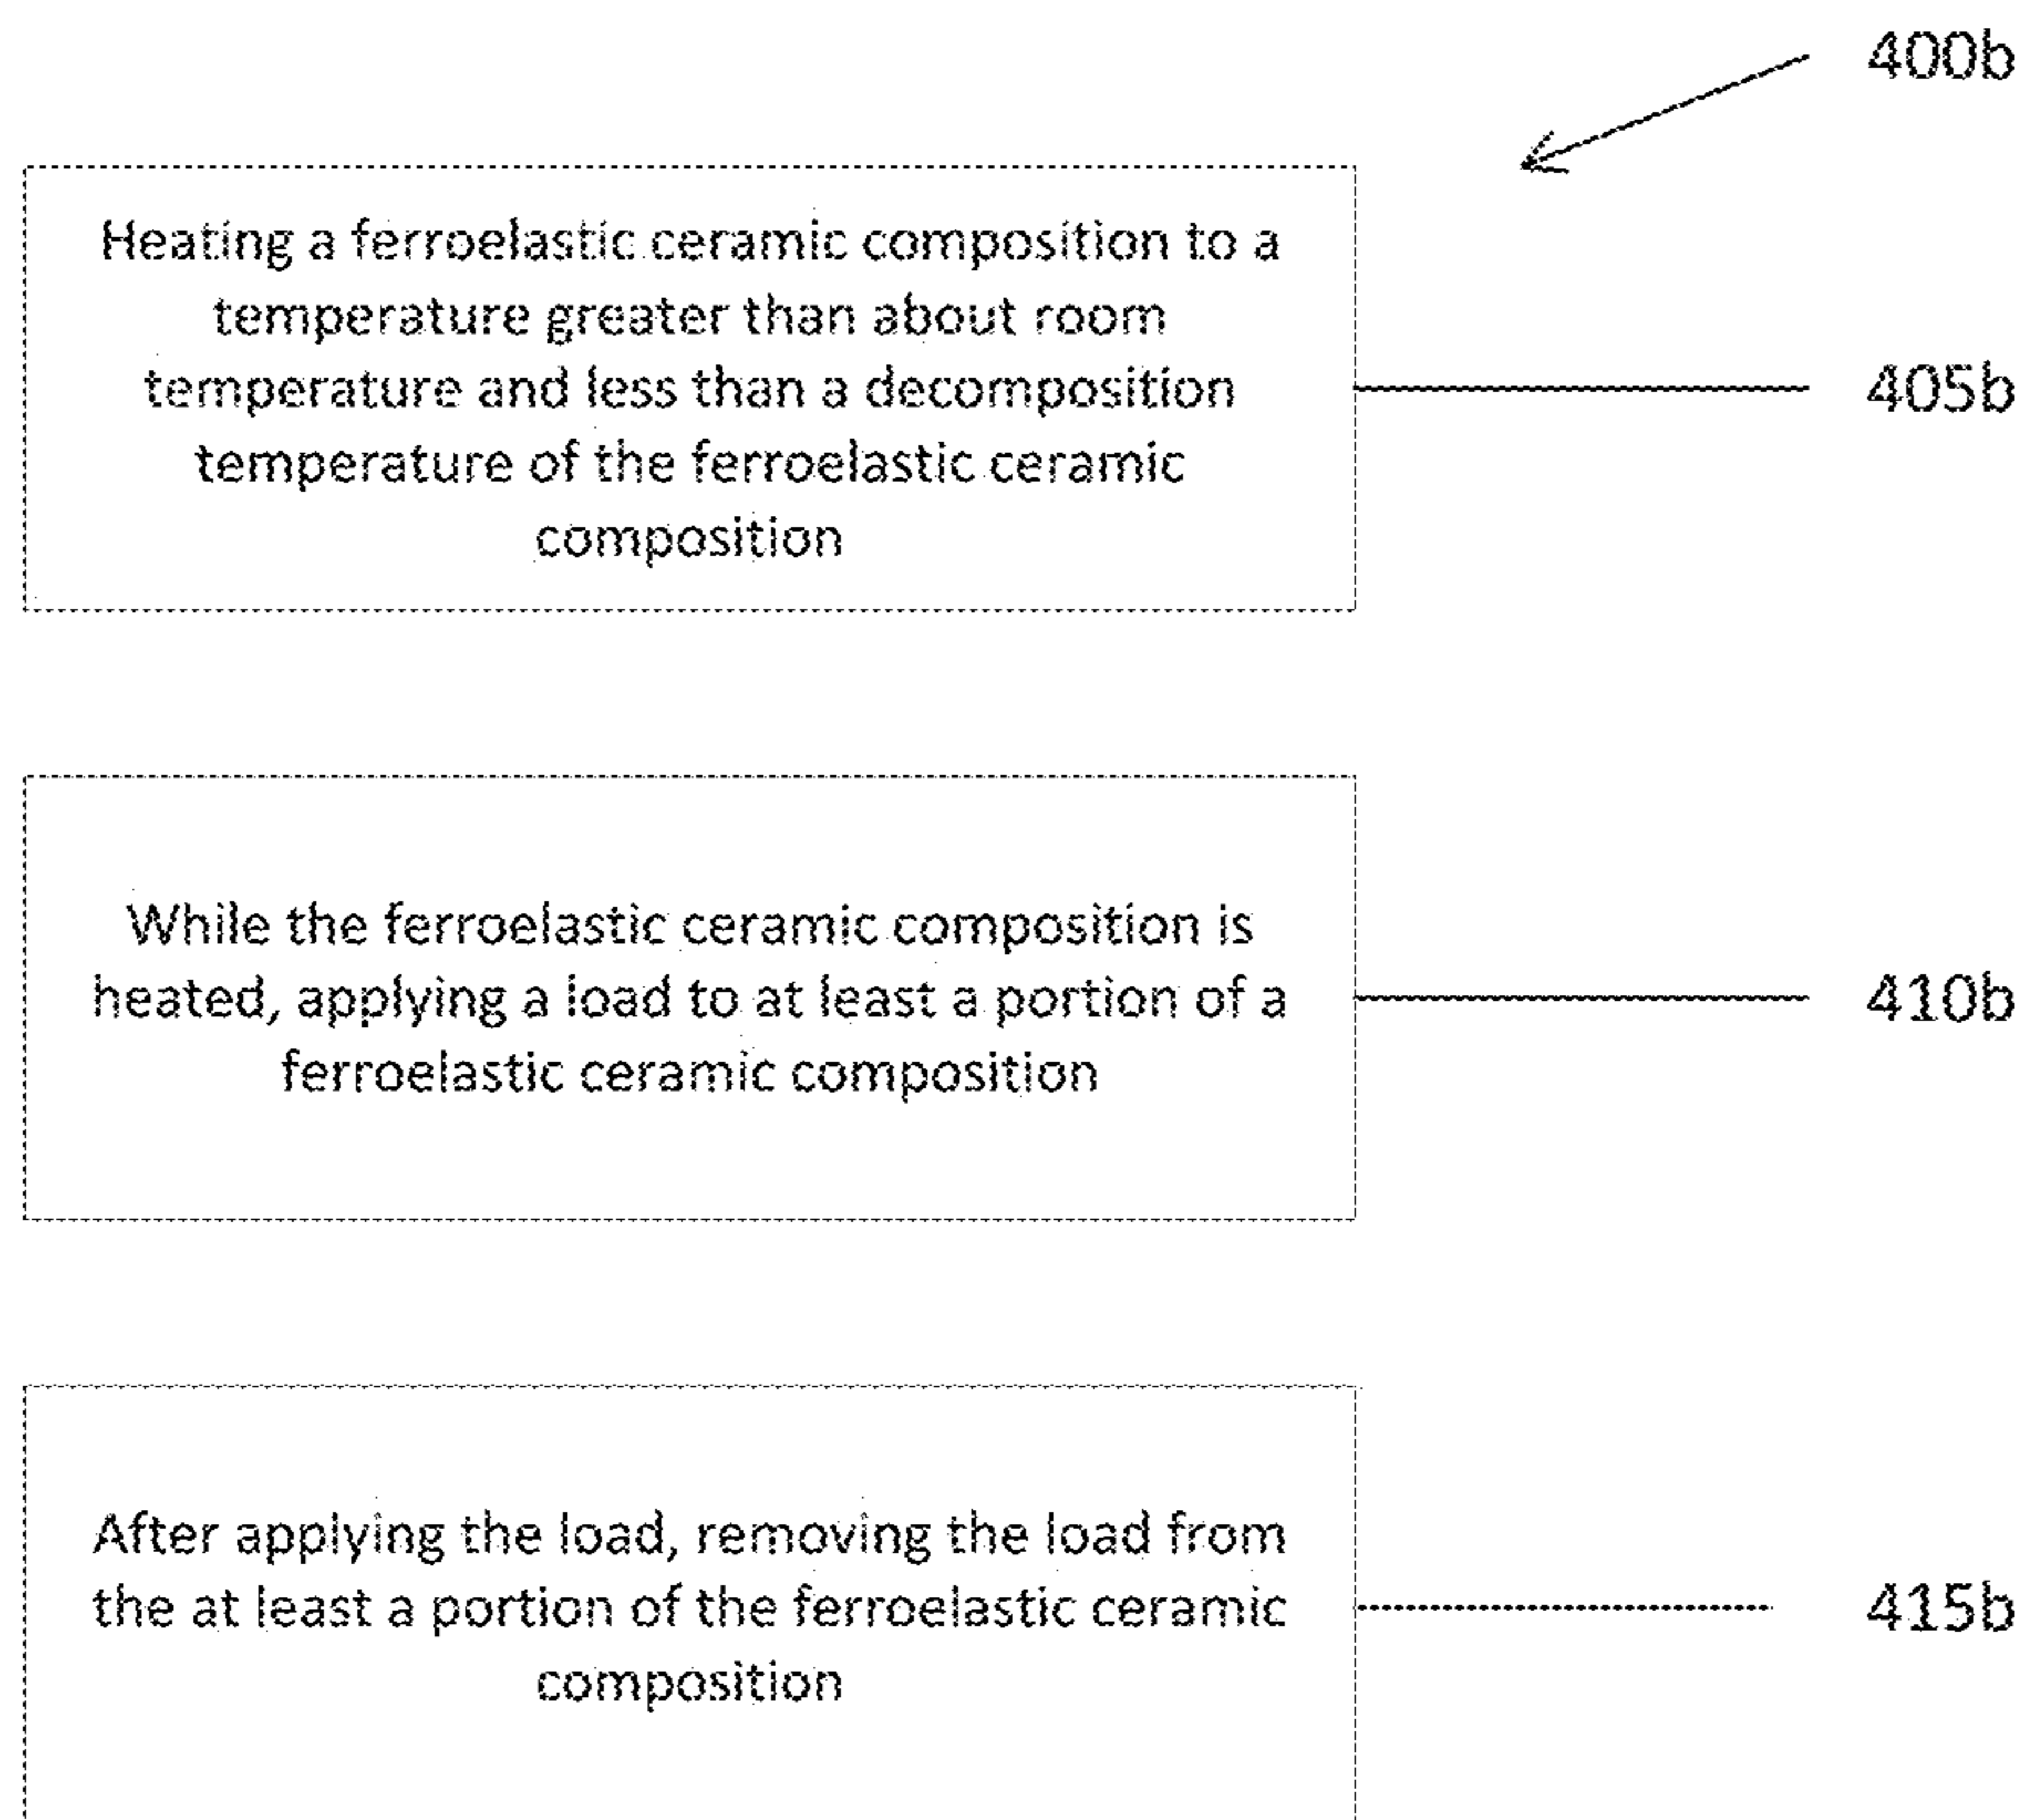 400b
Heating a ferroelastic ceramic composition to a
temperature greater than about room
temperature and less than a decomposition
temperature of the ferroelastic ceramic
composition
405b
While the ferroelastic ceramic composition is
heated, applying a load to at least a portion of a
ferroelastic ceramic composition
410b
After applying the load, removing the load from
the at least a portion of the ferroelastic ceramic
composition
415b